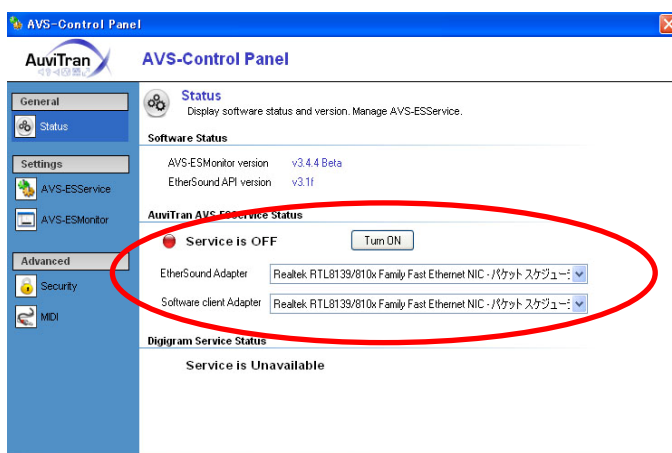 AVS-Control Panel
AuviTran
AVS-Control Panel
General
Status
Settings
AVS-ESService
AVS-ESMonitor
Advanced
Security
MIDI
Status
Display software status and version. Manage AVS-ESService.
Software Status
AVS-ESMonitor version v3.4.4 Beta
EtherSound API version v3.1f
AuviTran AVS-ESService Status
Service is OFF Turn ON
EtherSound Adapter Realtek RTL8139/810x Family Fast Ethernet NIC - パケット スケジューラ
Software client Adapter Realtek RTL8139/810x Family Fast Ethernet NIC - パケット スケジューラ
Digigram Service Status
Service is Unavailable